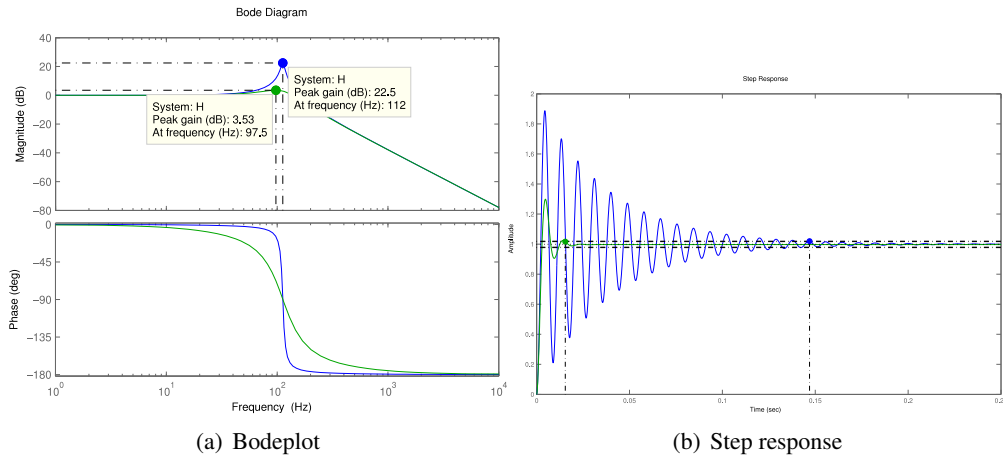 Bode Diagram
Magnitude (dB)
40
20
0
−20
−40
−60
−80
System: H
Peak gain (dB): 22.5
At frequency (Hz): 112
System: H
Peak gain (dB): 3.53
At frequency (Hz): 97.5
Phase (deg)
0
−45
−90
−135
−180
10^0
10^1
10^2
10^3
10^4
Frequency (Hz)
(a) Bodeplot
Step Response
Amplitude
2
1.8
1.6
1.4
1.2
1
0.8
0.6
0.4
0.2
0
0
0.05
0.1
0.15
0.2
0.25
Time (sec)
(b) Step response